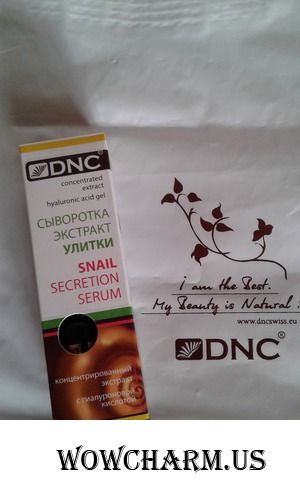 DNC®
concentrated
extract
hyaluronic acid gel
СЫВОРОТКА
ЭКСТРАКТ
УЛИТКИ
SNAIL
SECRETION
SERUM
концентрированный
экстракт
с гиалуроновой
кислотой
I am the Best.
My Beauty is Natural
www.dncswiss.eu
DNC®
WOWCHARM.US